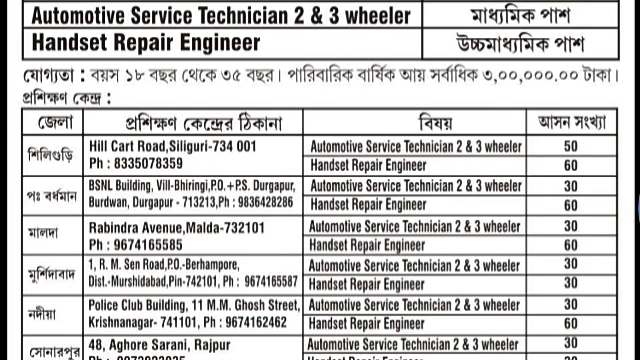 Automotive Service Technician 2 & 3 wheeler মাধ্যমিক পাশ
Handset Repair Engineer উচ্চমাধ্যমিক পাশ
যোগ্যতা : বয়স ১৮ বছর থেকে ৩৫ বছর। পারিবারিক বার্ষিক আয় সর্বাধিক ৩,০০,০০০.০০ টাকা।
প্রশিক্ষণ কেন্দ্র :
জেলা প্রশিক্ষণ কেন্দ্রের ঠিকানা বিষয় আসন সংখ্যা
শিলিগুড়ি Hill Cart Road,Siliguri-734 001 Automotive Service Technician 2 & 3 wheeler 50
Ph : 8335078359 Handset Repair Engineer 60
পঃ বর্ধমান BSNL Building, Vill-Bhiringi,P.O.+P.S. Durgapur, Automotive Service Technician 2 & 3 wheeler 30
Burdwan, Durgapur - 713213,Ph : 9836428286 Handset Repair Engineer 60
মালদা Rabindra Avenue,Malda-732101 Automotive Service Technician 2 & 3 wheeler 30
Ph : 9674165585 Handset Repair Engineer 60
মুর্শিদাবাদ 1, R. M. Sen Road,P.O.-Berhampore, Automotive Service Technician 2 & 3 wheeler 30
Dist.-Murshidabad,Pin-742101, Ph : 9674165587 Handset Repair Engineer 30
নদীয়া Police Club Building, 11 M.M. Ghosh Street, Automotive Service Technician 2 & 3 wheeler 30
Krishnanagar- 741101, Ph : 9674162462 Handset Repair Engineer 60
সোনারপুর 48, Aghore Sarani, Rajpur Automotive Service Technician 2 & 3 wheeler 30